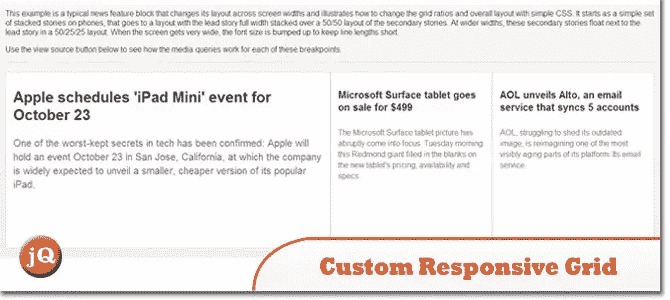 This example is a typical news feature block that changes its layout across screen widths and illustrates how to change the grid ratios and overall layout with simple CSS. It starts as a simple set
of stacked stories on phones, that goes to a layout with the lead story full width stacked over a 50/50 layout of the secondary stories. At wider widths, these secondary stories float next to the
lead story in a 50/25/25 layout. When the screen gets very wide, the font size is bumped up to keep line lengths short.
Use the view source button below to see how the media queries work for each of these breakpoints.
Apple schedules 'iPad Mini' event for
October 23
One of the worst-kept secrets in tech has been confirmed: Apple will
hold an event October 23 in San Jose, California, at which the company
is widely expected to unveil a smaller, cheaper version of its popular
iPad.
Microsoft Surface tablet goes
on sale for $499
The Microsoft Surface tablet picture has
abruptly come into focus. Tuesday morning
this Redmond giant filled in the blanks on
the new tablet's pricing, availability and
specs.
AOL unveils Alto, an email
service that syncs 5 accounts
AOL, struggling to shed its outdated
image, is reimagining one of the most
visibly aging parts of its platform: Its email
service.
jQ
Custom Responsive Grid